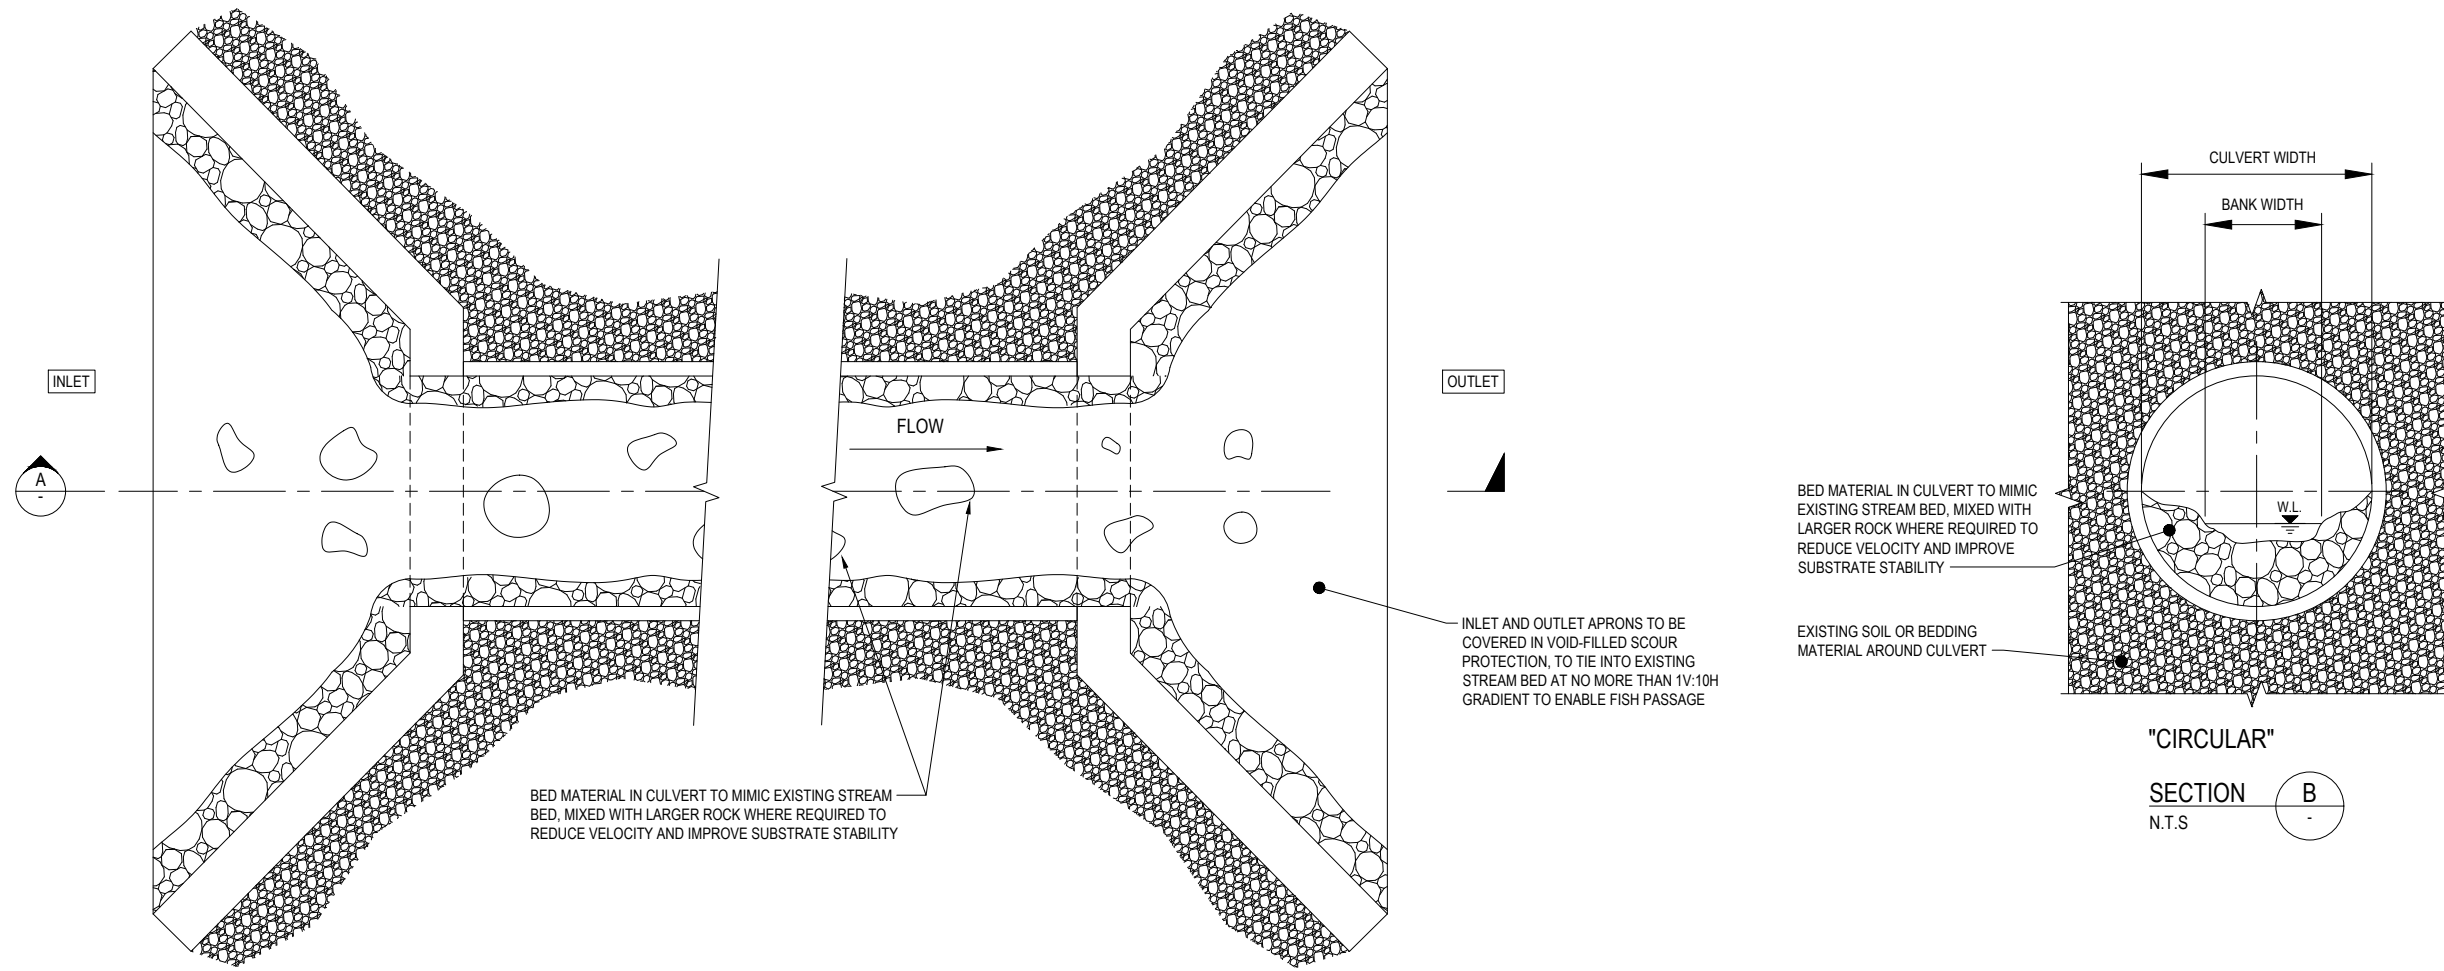 INLET
A
-
FLOW
OUTLET
BED MATERIAL IN CULVERT TO MIMIC EXISTING STREAM
BED, MIXED WITH LARGER ROCK WHERE REQUIRED TO
REDUCE VELOCITY AND IMPROVE SUBSTRATE STABILITY
INLET AND OUTLET APRONS TO BE
COVERED IN VOID-FILLED SCOUR
PROTECTION, TO TIE INTO EXISTING
STREAM BED AT NO MORE THAN 1V:10H
GRADIENT TO ENABLE FISH PASSAGE
CULVERT WIDTH
BANK WIDTH
W.L.
BED MATERIAL IN CULVERT TO MIMIC
EXISTING STREAM BED, MIXED WITH
LARGER ROCK WHERE REQUIRED TO
REDUCE VELOCITY AND IMPROVE
SUBSTRATE STABILITY
EXISTING SOIL OR BEDDING
MATERIAL AROUND CULVERT
"CIRCULAR"
SECTION
B
-
N.T.S